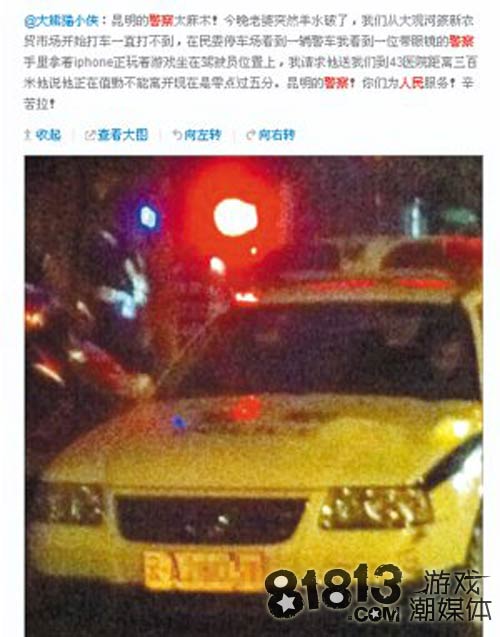 @大熊猫小侠：昆明的警察太麻木！今晚老婆突然羊水破了，我们从大观河篆新农
贸市场开始打车一直打不到，在民委停车场看到一辆警车我看到一位带眼镜的警察
手里拿着iphone正玩着游戏坐在驾驶员位置上，我请求他送我们到43医院距离三百
米他说他正在值勤不能离开现在是零点过五分。昆明的警察！你们为人民服务！辛
苦拉！
收起 查看大图 向左转 向右转
81813.COM
游戏
潮媒体